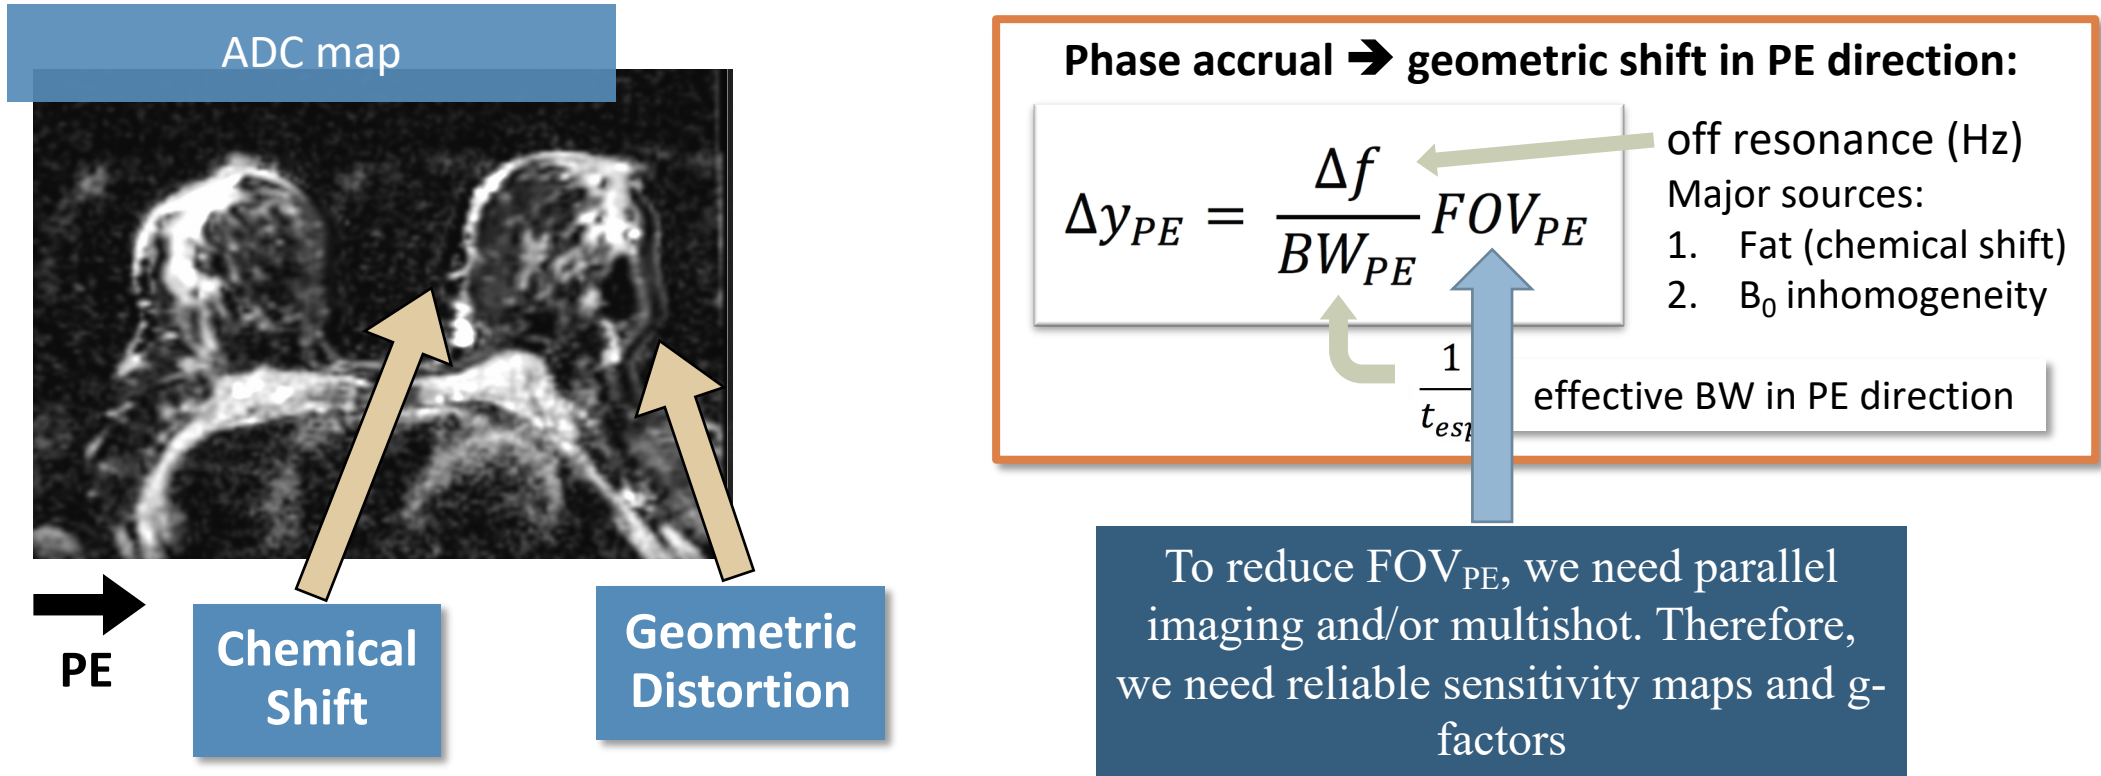 ADC map
PE
Chemical
Shift
Geometric
Distortion
Phase accrual ➔ geometric shift in PE direction:
Δy_PE = Δf / BW_PE FOV_PE
off resonance (Hz)
Major sources:
1. Fat (chemical shift)
2. B₀ inhomogeneity
1 / t_esp
effective BW in PE direction
To reduce FOV_PE, we need parallel
imaging and/or multishot. Therefore,
we need reliable sensitivity maps and g-
factors